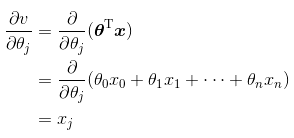 ∂v/∂θ_j = ∂/∂θ_j (θ^T x)
= ∂/∂θ_j (θ_0 x_0 + θ_1 x_1 + · · · + θ_n x_n)
= x_j